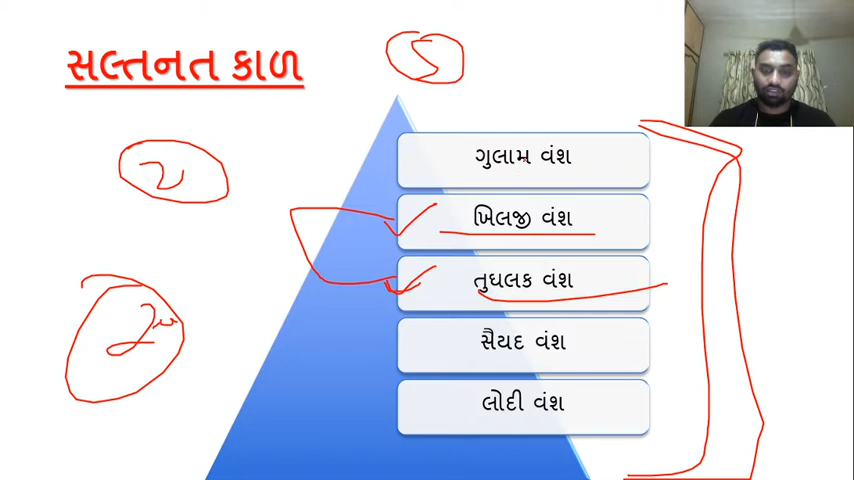 સલ્તનત કાળ
ગુલામ વંશ
ખિલજી વંશ
તુઘલક વંશ
સૈયદ વંશ
લોદી વંશ